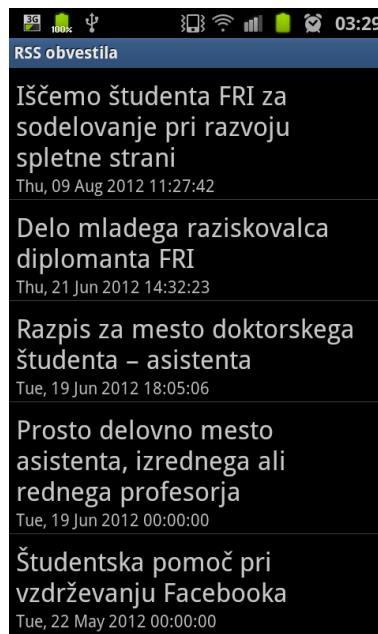 3G 100% 03:29
RSS obvestila
Iščemo študenta FRI za
sodelovanje pri razvoju
spletne strani
Thu, 09 Aug 2012 11:27:42
Delo mladega raziskovalca
diplomanta FRI
Thu, 21 Jun 2012 14:32:23
Razpis za mesto doktorskega
študenta – asistenta
Tue, 19 Jun 2012 18:05:06
Prosto delovno mesto
asistenta, izrednega ali
rednega profesorja
Tue, 19 Jun 2012 00:00:00
Študentska pomoč pri
vzdrževanju Facebooka
Tue, 22 May 2012 00:00:00